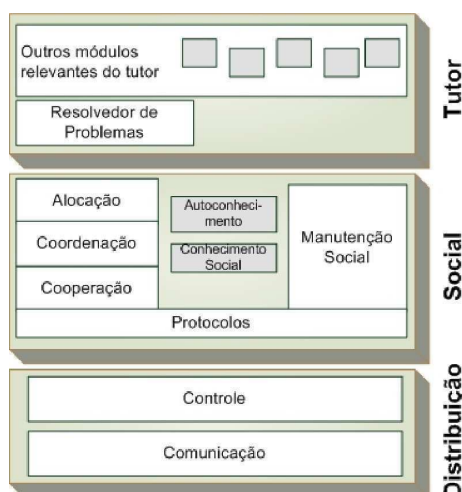 Outros módulos
relevantes do tutor
Resolvedor de
Problemas
Tutor
Alocação
Coordenação
Cooperação
Autoconheci-
mento
Conhecimento
Social
Manutenção
Social
Protocolos
Social
Controle
Comunicação
Distribuição